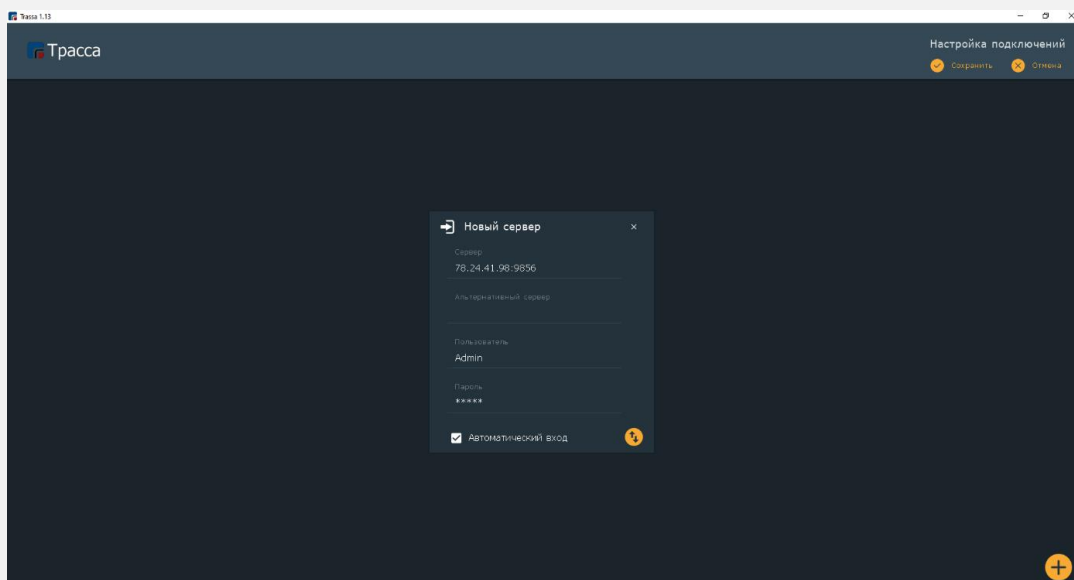 Trassa 1.13
Трасса
Настройка подключений
Сохранить Отмена
Новый сервер
Сервер
78.24.41.98:9856
Альтернативный сервер
Пользователь
Admin
Пароль
*****
Автоматический вход